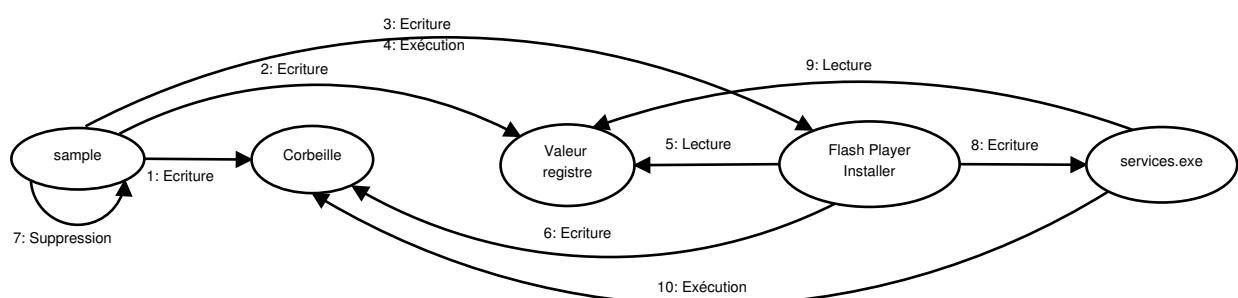 3: Ecriture
4: Exécution
2: Ecriture
9: Lecture
sample
Corbeille
Valeur
registre
5: Lecture
Flash Player
Installer
8: Ecriture
services.exe
1: Ecriture
7: Suppression
6: Ecriture
10: Exécution